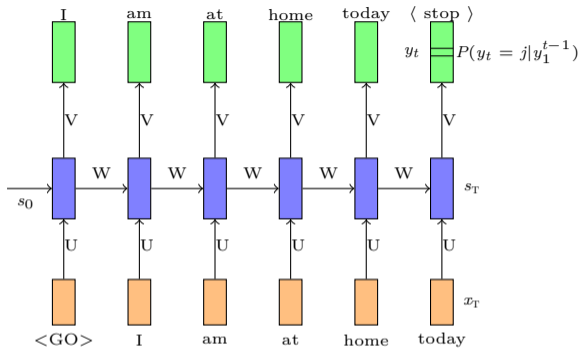 I am at home today ⟨ stop ⟩
y_t P(y_t = j|y_1^{t−1})
V V V V V V
W W W W W
s_0 s_T
U U U U U U
x_T
<GO> I am at home today